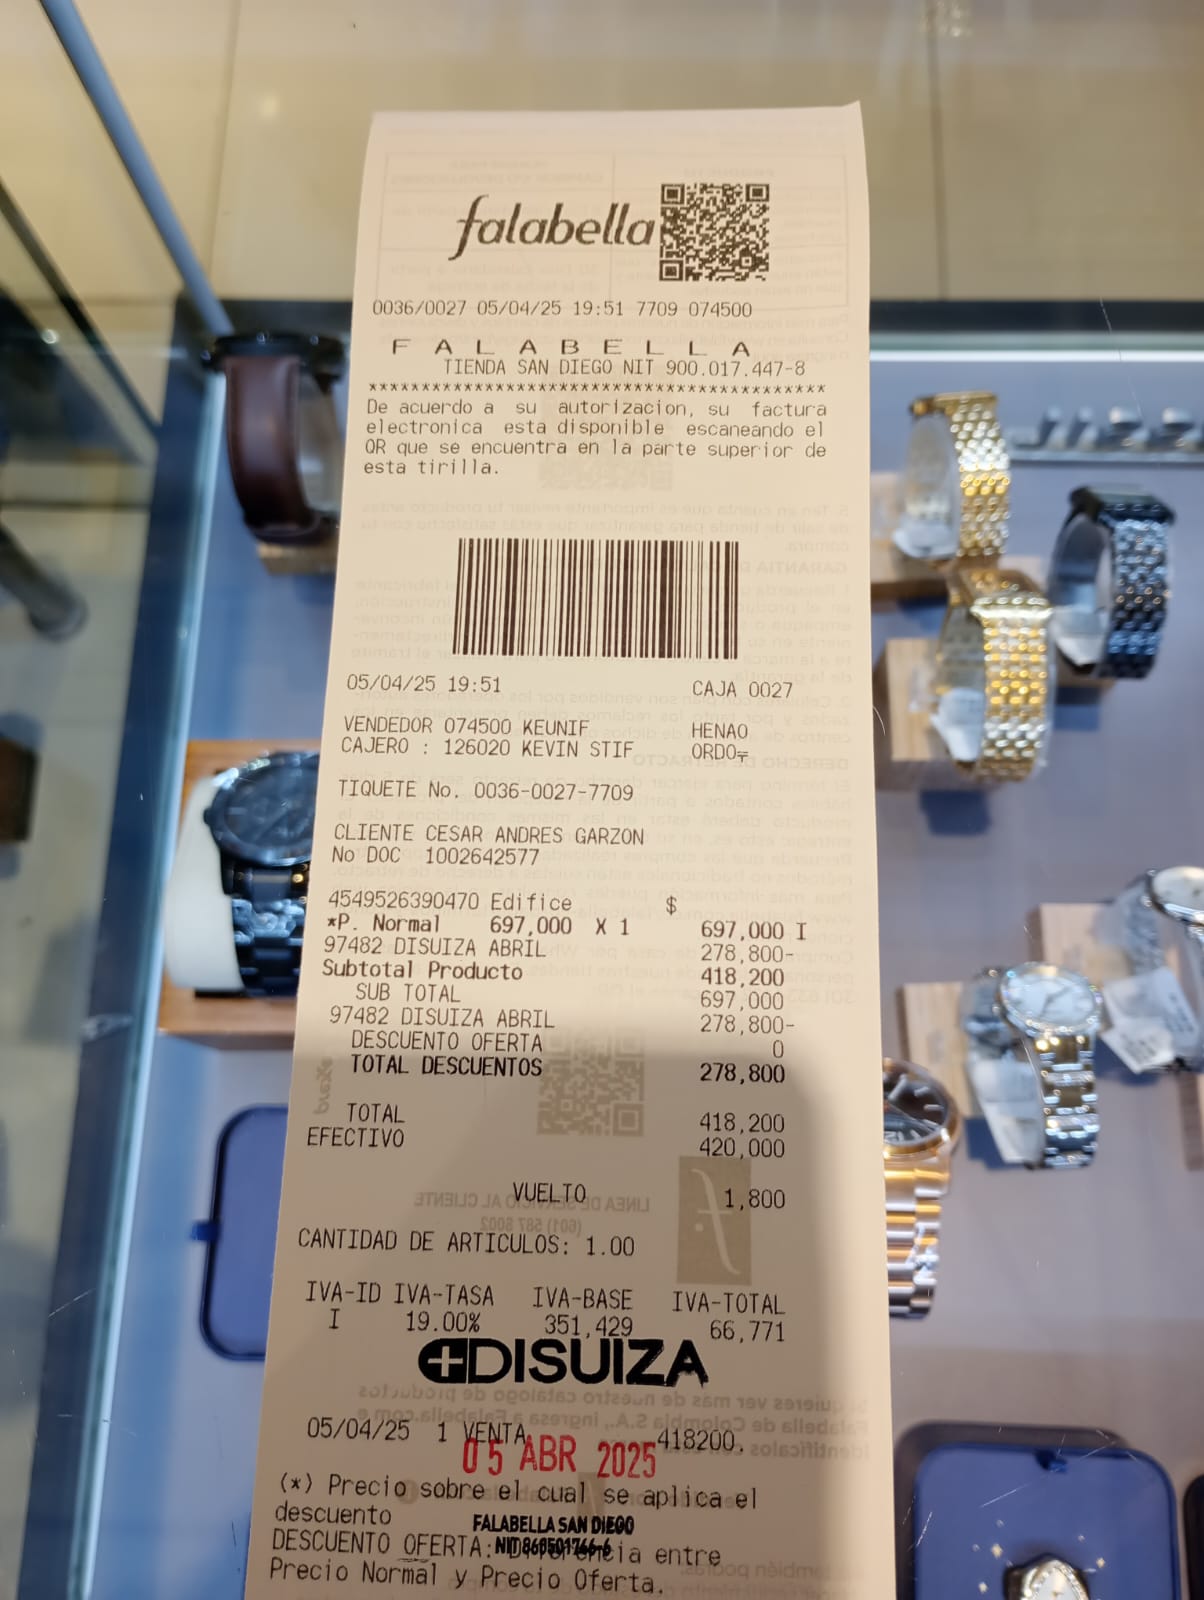 falabella
0036/0027 05/04/25 19:51 7709 074500
F A L A B E L L A
TIENDA SAN DIEGO NIT 900.017.447-8
******************************************
De acuerdo a su autorizacion, su factura
electronica esta disponible escaneando el
QR que se encuentra en la parte superior de
esta tirilla.
05/04/25 19:51 CAJA 0027
VENDEDOR 074500 KEUNIF HENAO
CAJERO : 126020 KEVIN STIF ORDO
TIQUETE No. 0036-0027-7709
CLIENTE CESAR ANDRES GARZON
No DOC 1002642577
4549526390470 Edifice $
*P. Normal 697,000 X 1 697,000 I
97482 DISUIZA ABRIL 278,800-
Subtotal Producto 418,200
SUB TOTAL 697,000
97482 DISUIZA ABRIL 278,800-
DESCUENTO OFERTA 0
TOTAL DESCUENTOS 278,800
TOTAL 418,200
EFECTIVO 420,000
VUELTO 1,800
CANTIDAD DE ARTICULOS: 1.00
IVA-ID IVA-TASA IVA-BASE IVA-TOTAL
I 19.00% 351,429 66,771
DISUIZA
05/04/25 1 VENTA 418200.
05 ABR 2025
(*) Precio sobre el cual se aplica el
descuento
FALABELLA SAN DIEGO
NIT
DESCUENTO OFERTA: Diferencia entre
Precio Normal y Precio Oferta.